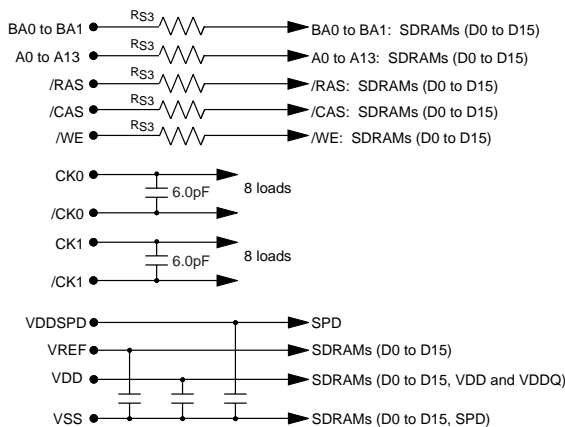 BA0 to BA1 RS3 BA0 to BA1: SDRAMs (D0 to D15)
A0 to A13 RS3 A0 to A13: SDRAMs (D0 to D15)
/RAS RS3 /RAS: SDRAMs (D0 to D15)
/CAS RS3 /CAS: SDRAMs (D0 to D15)
/WE RS3 /WE: SDRAMs (D0 to D15)
CK0
6.0pF 8 loads
/CK0
CK1
6.0pF 8 loads
/CK1
VDDSPD SPD
VREF SDRAMs (D0 to D15)
VDD SDRAMs (D0 to D15, VDD and VDDQ)
VSS SDRAMs (D0 to D15, SPD)